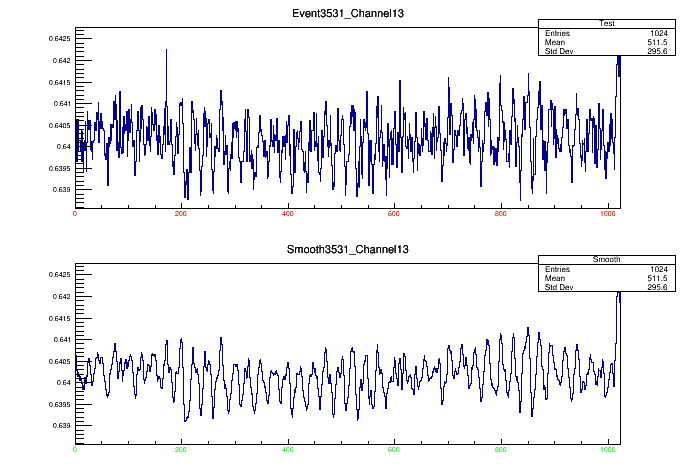 Event3531_Channel13
Test
Entries 1024
Mean 511.5
Std Dev 295.6
0.6425
0.642
0.6415
0.641
0.6405
0.64
0.6395
0.639
0 200 400 600 800 1000
Smooth3531_Channel13
Smooth
Entries 1024
Mean 511.5
Std Dev 295.6
0.6425
0.642
0.6415
0.641
0.6405
0.64
0.6395
0.639
0 200 400 600 800 1000